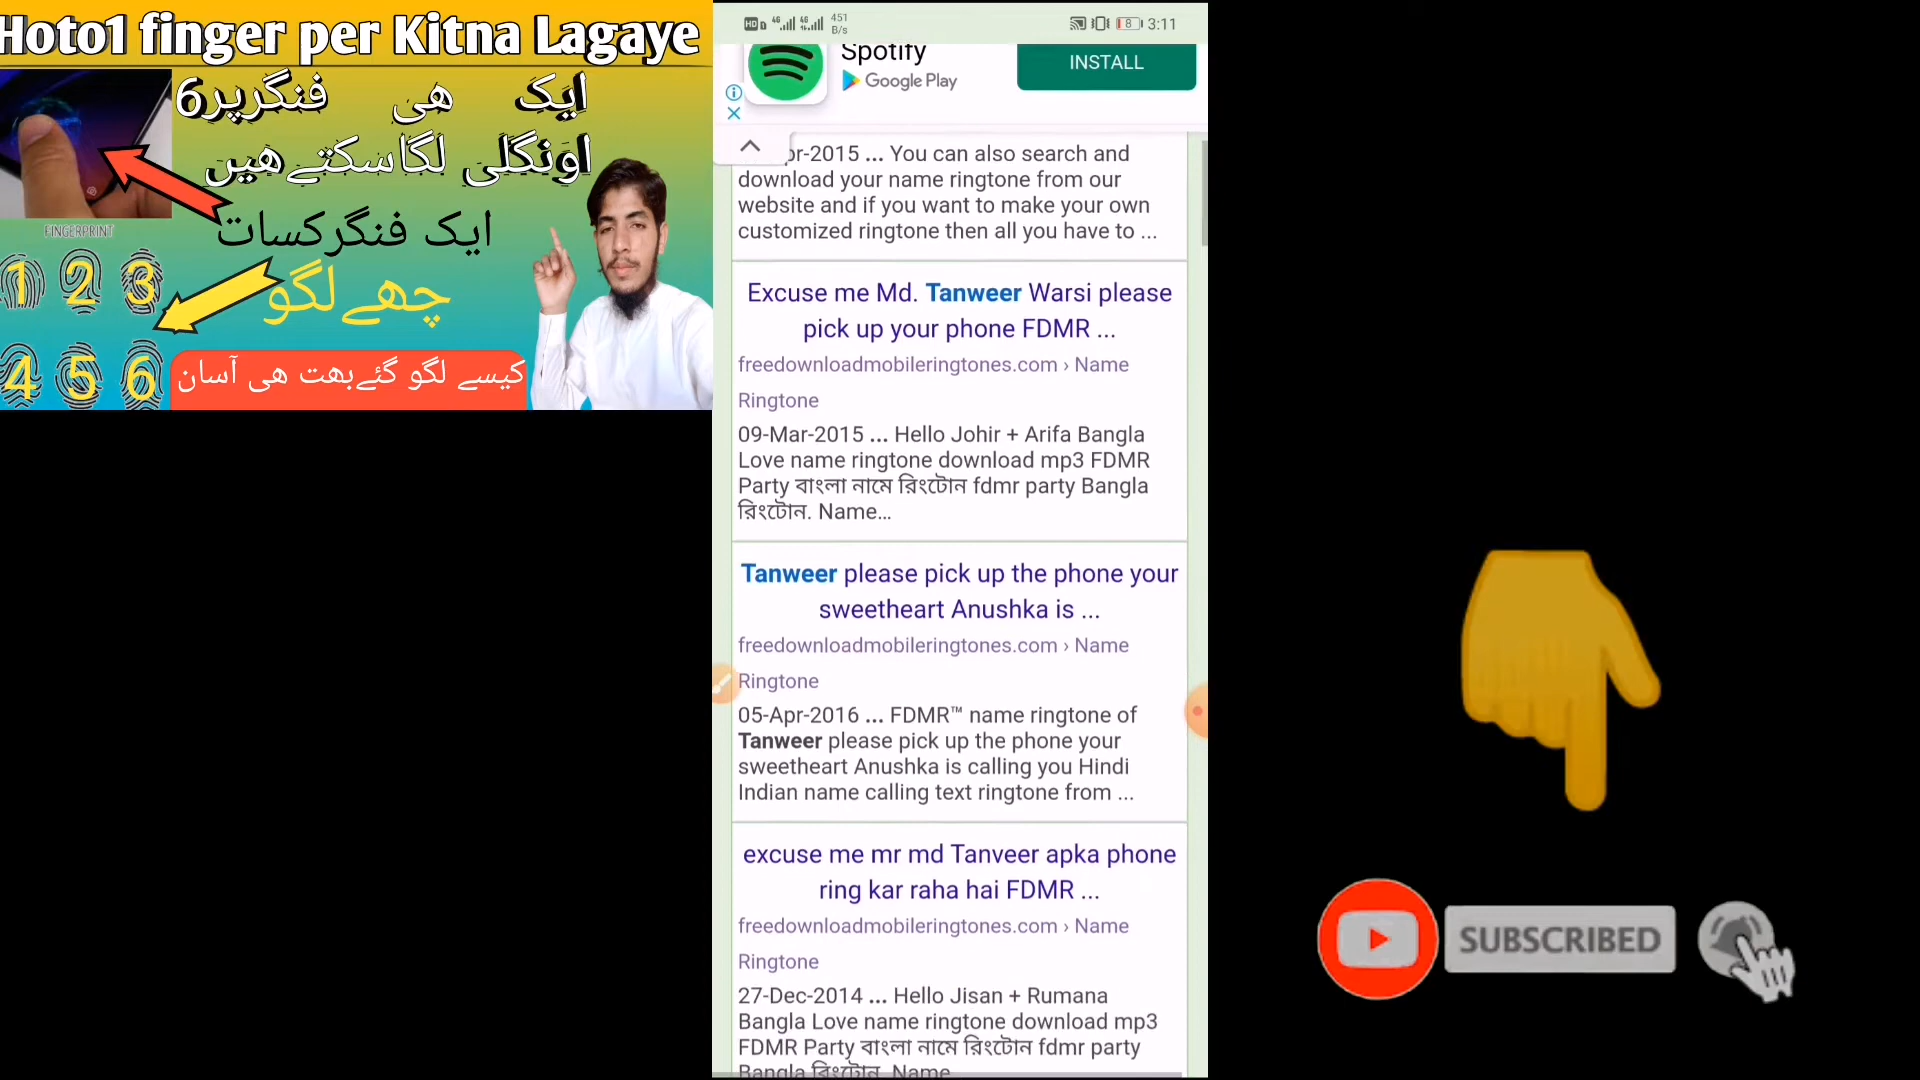 Hoto1 finger per Kitna Lagaye
ایک ھی فنگرپر6
اونگلی لگاسکتےھیں
ایک فنگرکسات
چھےلگو
کیسے لگو گئےبھت ھی آسان
FINGERPRINT
1 2 3
4 5 6
451
B/s
8
3:11
Spotify
Google Play
INSTALL
pr-2015 ... You can also search and
download your name ringtone from our
website and if you want to make your own
customized ringtone then all you have to ...
Excuse me Md. Tanweer Warsi please
pick up your phone FDMR ...
freedownloadmobileringtones.com › Name
Ringtone
09-Mar-2015 ... Hello Johir + Arifa Bangla
Love name ringtone download mp3 FDMR
Party বাংলা নামে রিংটোন fdmr party Bangla
রিংটোন. Name...
Tanweer please pick up the phone your
sweetheart Anushka is ...
freedownloadmobileringtones.com › Name
Ringtone
05-Apr-2016 ... FDMR™ name ringtone of
Tanweer please pick up the phone your
sweetheart Anushka is calling you Hindi
Indian name calling text ringtone from ...
excuse me mr md Tanveer apka phone
ring kar raha hai FDMR ...
freedownloadmobileringtones.com › Name
Ringtone
27-Dec-2014 ... Hello Jisan + Rumana
Bangla Love name ringtone download mp3
FDMR Party বাংলা নামে রিংটোন fdmr party
Bangla রিংটোন. Name
SUBSCRIBED